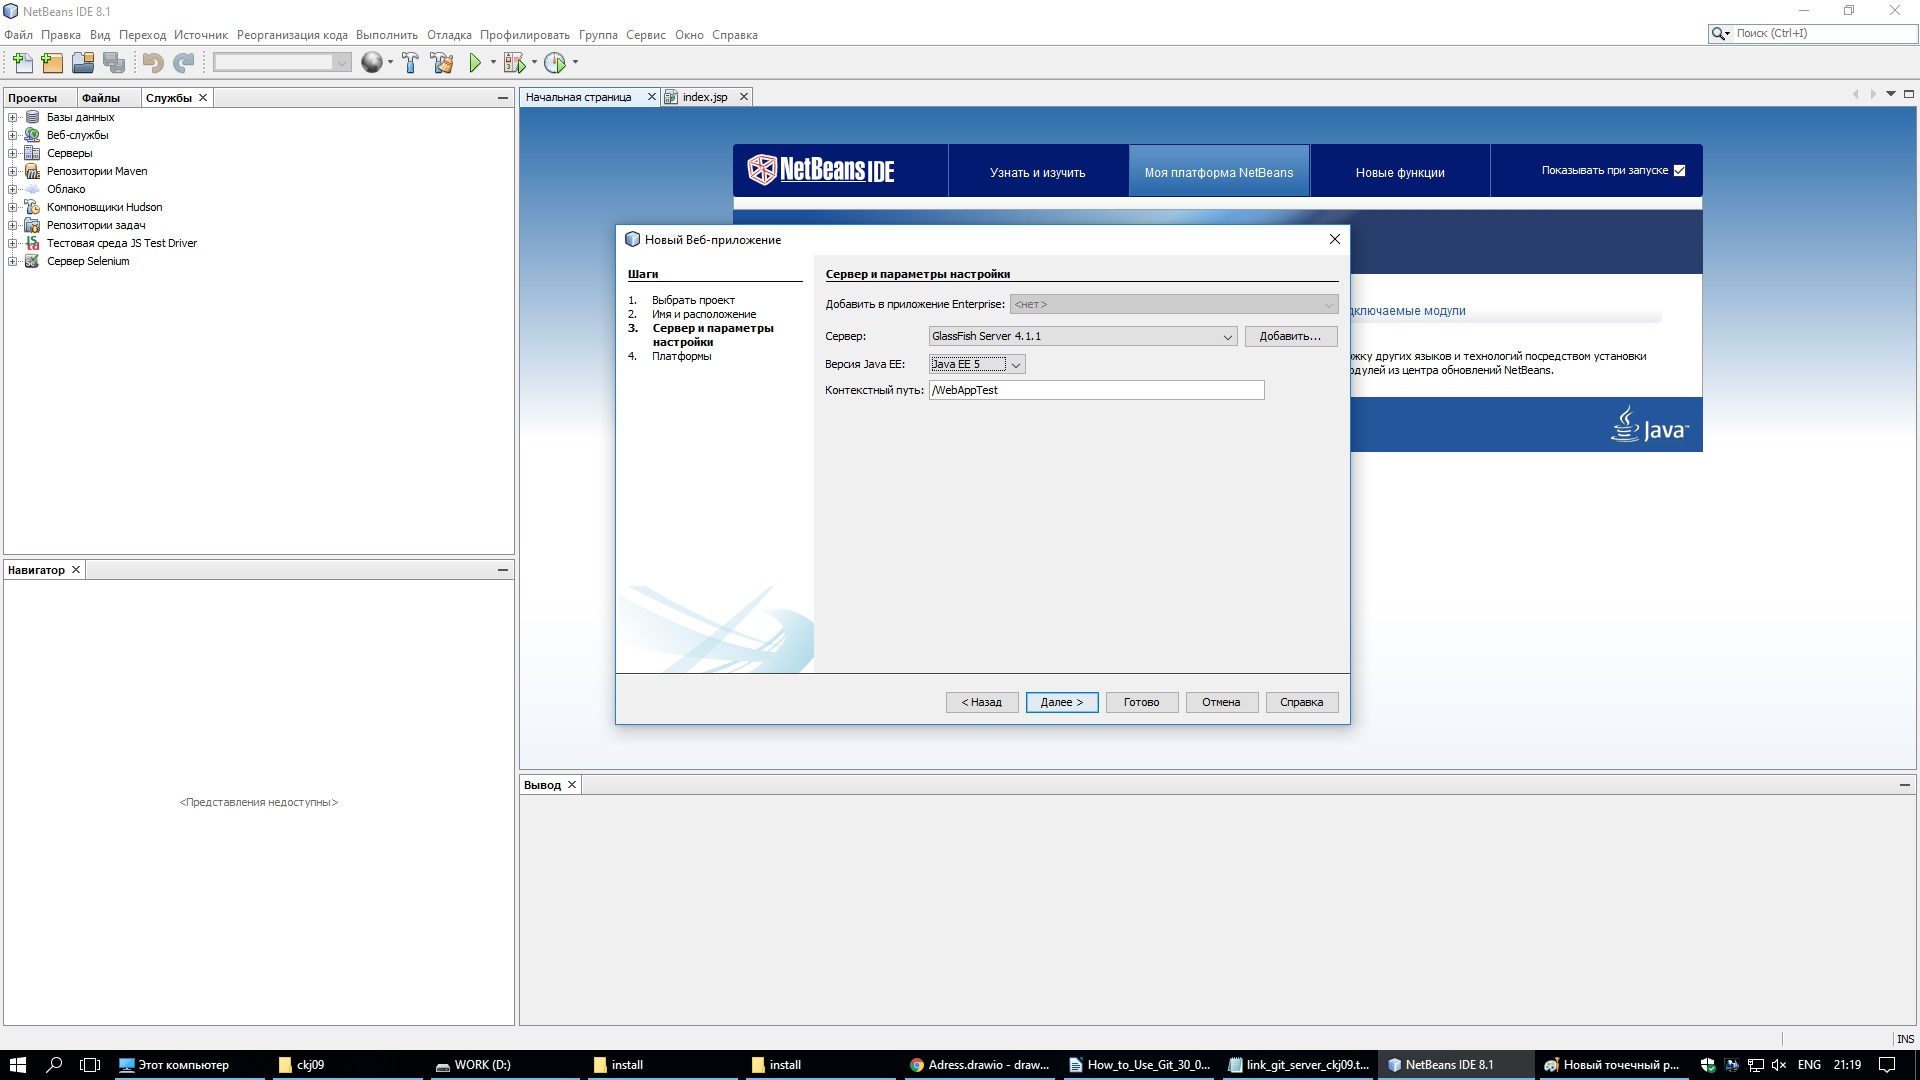 NetBeans IDE 8.1
Файл Правка Вид Переход Источник Реорганизация кода Выполнить Отладка Профилировать Группа Сервис Окно Справка
Поиск (Ctrl+I)
Проекты Файлы Службы
Базы данных
Веб-службы
Серверы
Репозитории Maven
Облако
Компоновщики Hudson
Репозитории задач
Тестовая среда JS Test Driver
Сервер Selenium
Навигатор
<Представления недоступны>
Начальная страница index.jsp
NetBeans IDE
Узнать и изучить
Моя платформа NetBeans
Новые функции
Показывать при запуске
дключаемые модули
жку других языков и технологий посредством установки
одулей из центра обновлений NetBeans.
Java
Новый Веб-приложение
Шаги
1. Выбрать проект
2. Имя и расположение
3. Сервер и параметры
настройки
4. Платформы
Сервер и параметры настройки
Добавить в приложение Enterprise: <нет>
Сервер: GlassFish Server 4.1.1 Добавить...
Версия Java EE: Java EE 5
Контекстный путь: /WebAppTest
< Назад Далее > Готово Отмена Справка
Вывод
INS
Этот компьютер
ckj09
WORK (D:)
install
install
Adress.drawio - draw...
How_to_Use_Git_30_0...
link_git_server_ckj09.t...
NetBeans IDE 8.1
Новый точечный р...
ENG 21:19